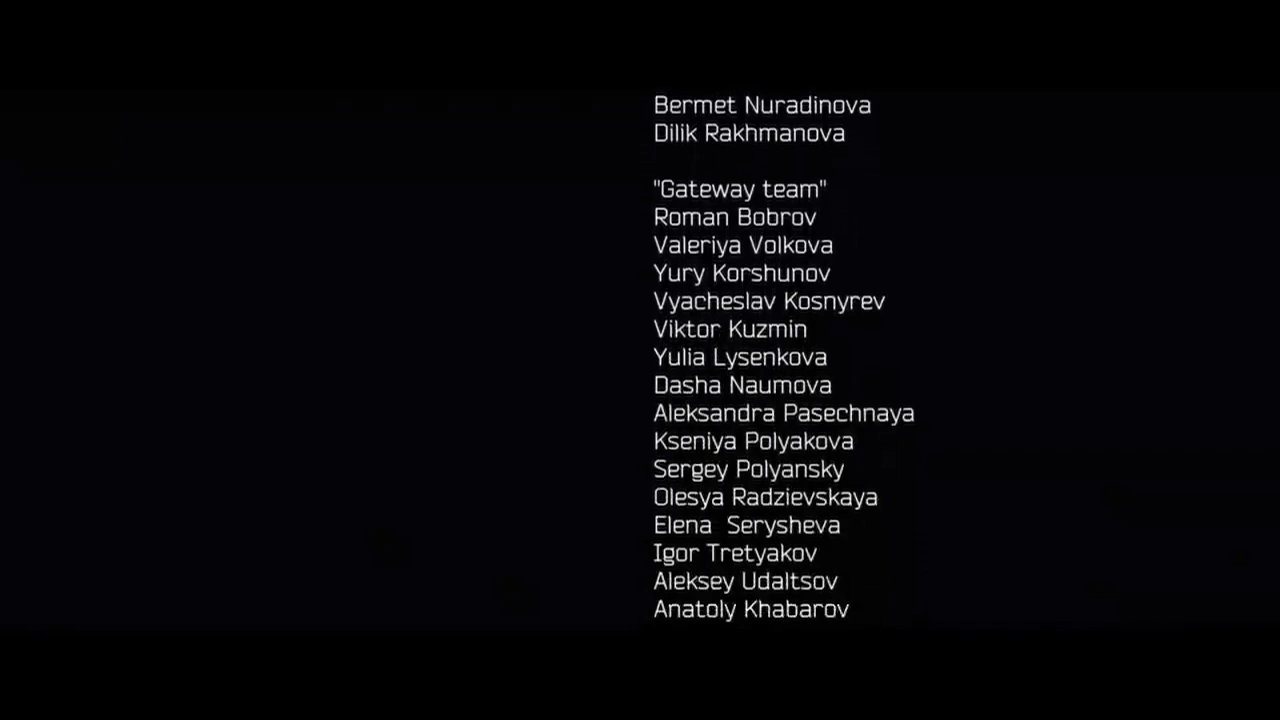 Bermet Nuradinova
Dilik Rakhmanova
"Gateway team"
Roman Bobrov
Valeriya Volkova
Yury Korshunov
Vyacheslav Kosnyrev
Viktor Kuzmin
Yulia Lysenkova
Dasha Naumova
Aleksandra Pasechnaya
Kseniya Polyakova
Sergey Polyansky
Olesya Radzievskaya
Elena  Serysheva
Igor Tretyakov
Aleksey Udaltsov
Anatoly Khabarov